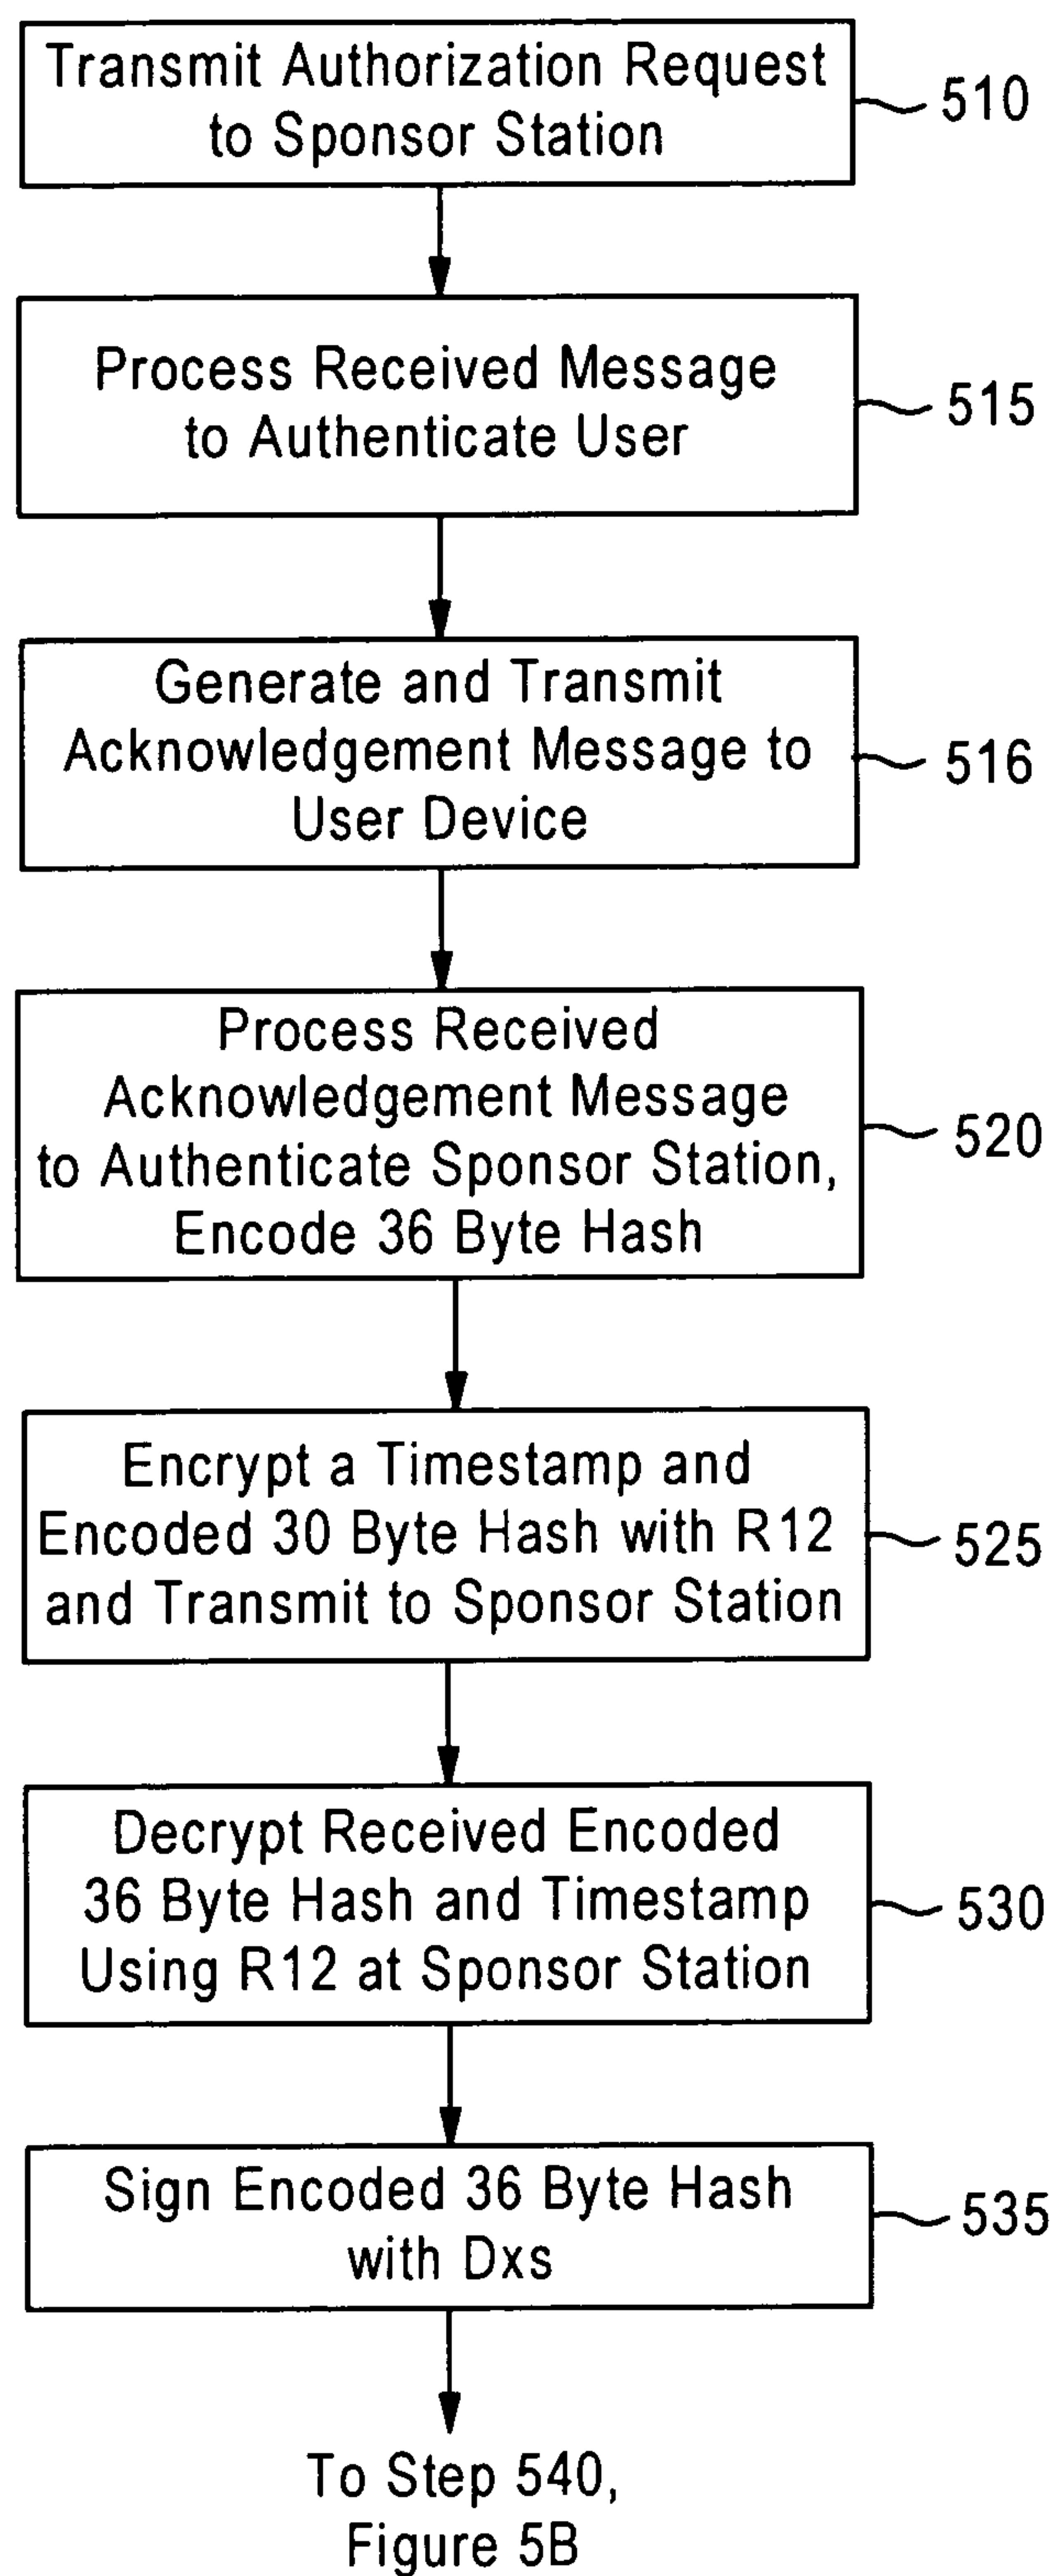 Transmit Authorization Request
to Sponsor Station
510
Process Received Message
to Authenticate User
515
Generate and Transmit
Acknowledgement Message to
User Device
516
Process Received
Acknowledgement Message
to Authenticate Sponsor Station,
Encode 36 Byte Hash
520
Encrypt a Timestamp and
Encoded 30 Byte Hash with R12
and Transmit to Sponsor Station
525
Decrypt Received Encoded
36 Byte Hash and Timestamp
Using R12 at Sponsor Station
530
Sign Encoded 36 Byte Hash
with Dxs
535
To Step 540,
Figure 5B